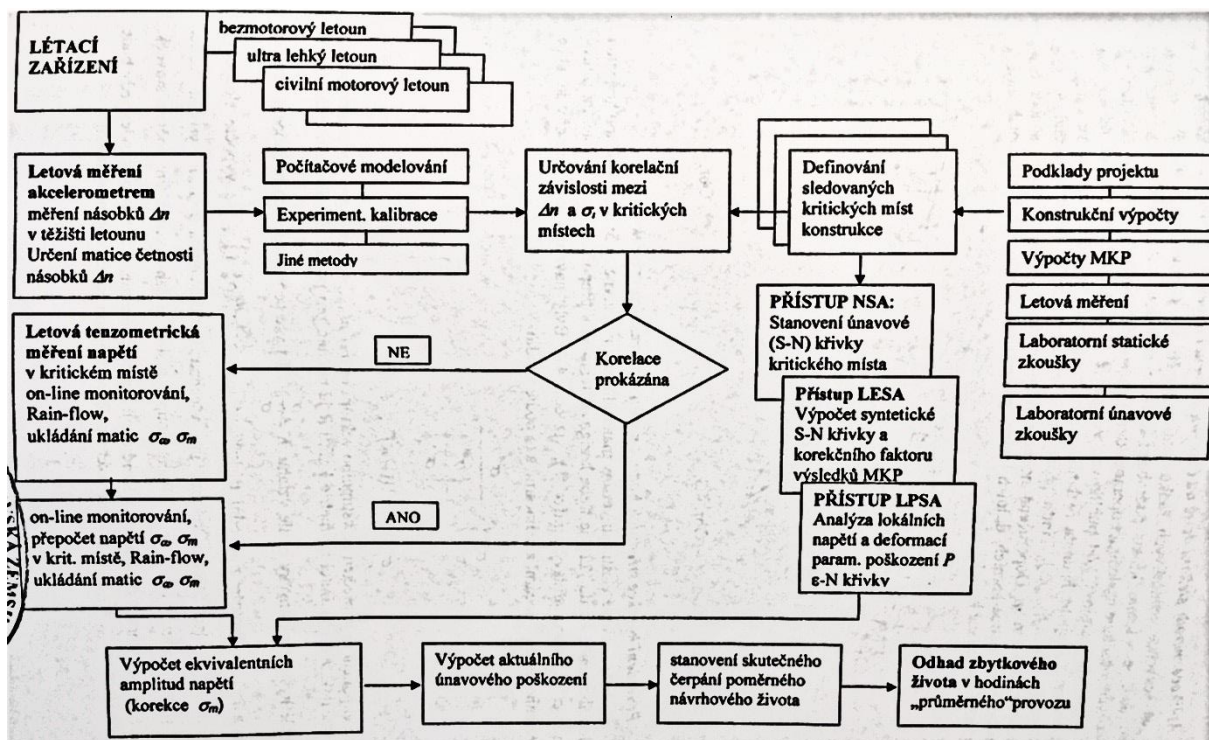 LÉTACÍ
ZAŘÍZENÍ
bezmotorový letoun
ultra lehký letoun
civilní motorový letoun
Letová měření
akcelerometrem
měření násobků Δn
v těžišti letounu
Určení matice četnosti
násobků Δn
Počítačové modelování
Experiment. kalibrace
Jiné metody
Určování korelační
závislosti mezi
Δn a σ, v kritických
místech
Definování
sledovaných
kritických míst
konstrukce
Podklady projektu
Konstrukční výpočty
Výpočty MKP
Letová měření
Laboratorní statické
zkoušky
Laboratorní únavové
zkoušky
Letová tenzometrická
měření napětí
v kritickém místě
on-line monitorování,
Rain-flow,
ukládání matic σa, σm
NE
Korelace
prokázána
ANO
PŘÍSTUP NSA:
Stanovení únavové
(S-N) křivky
kritického místa
Přístup LESA
Výpočet syntetické
S-N křivky a
korekčního faktoru
výsledků MKP
PŘÍSTUP LPSA
Analýza lokálních
napětí a deformací
param. poškození P
ε-N křivky
on-line monitorování,
přepočet napětí σa, σm
v krit. místě, Rain-flow,
ukládání matic σa, σm
Výpočet ekvivalentních
amplitud napětí
(korekce σm)
Výpočet aktuálního
únavového poškození
stanovení skutečného
čerpání poměrného
návrhového života
Odhad zbytkového
života v hodinách
„průměrného“provozu